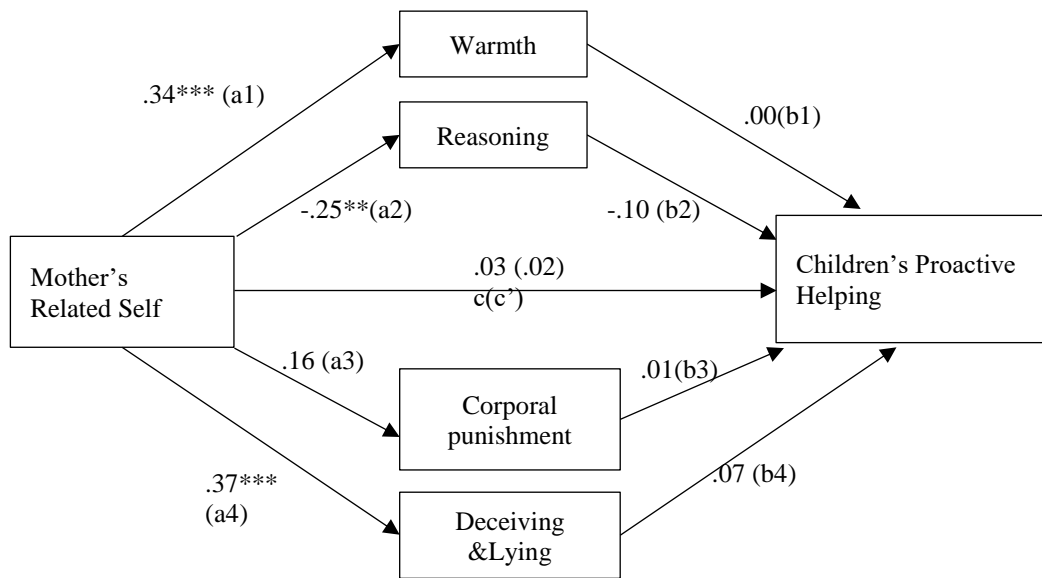 Warmth
.34*** (a1)
.00(b1)
Reasoning
-.25**(a2)
-.10 (b2)
Mother’s
Related Self
.03 (.02)
c(c’)
Children’s Proactive
Helping
.16 (a3)
.01(b3)
Corporal
punishment
.37***
(a4)
.07 (b4)
Deceiving
&Lying